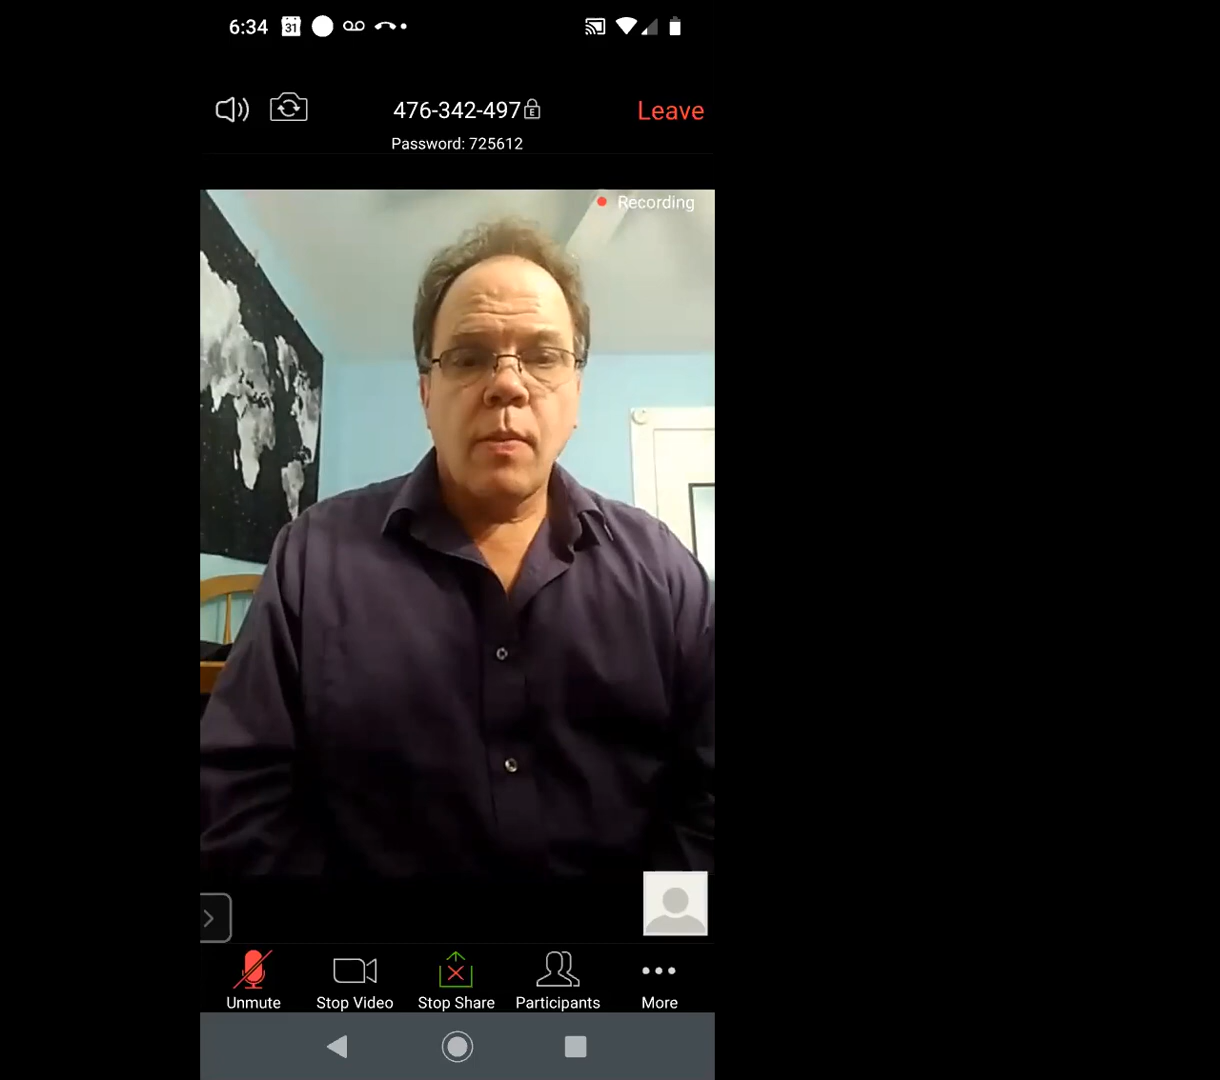 6:34 31
476-342-497 E
Leave
Password: 725612
Recording
Unmute Stop Video Stop Share Participants More